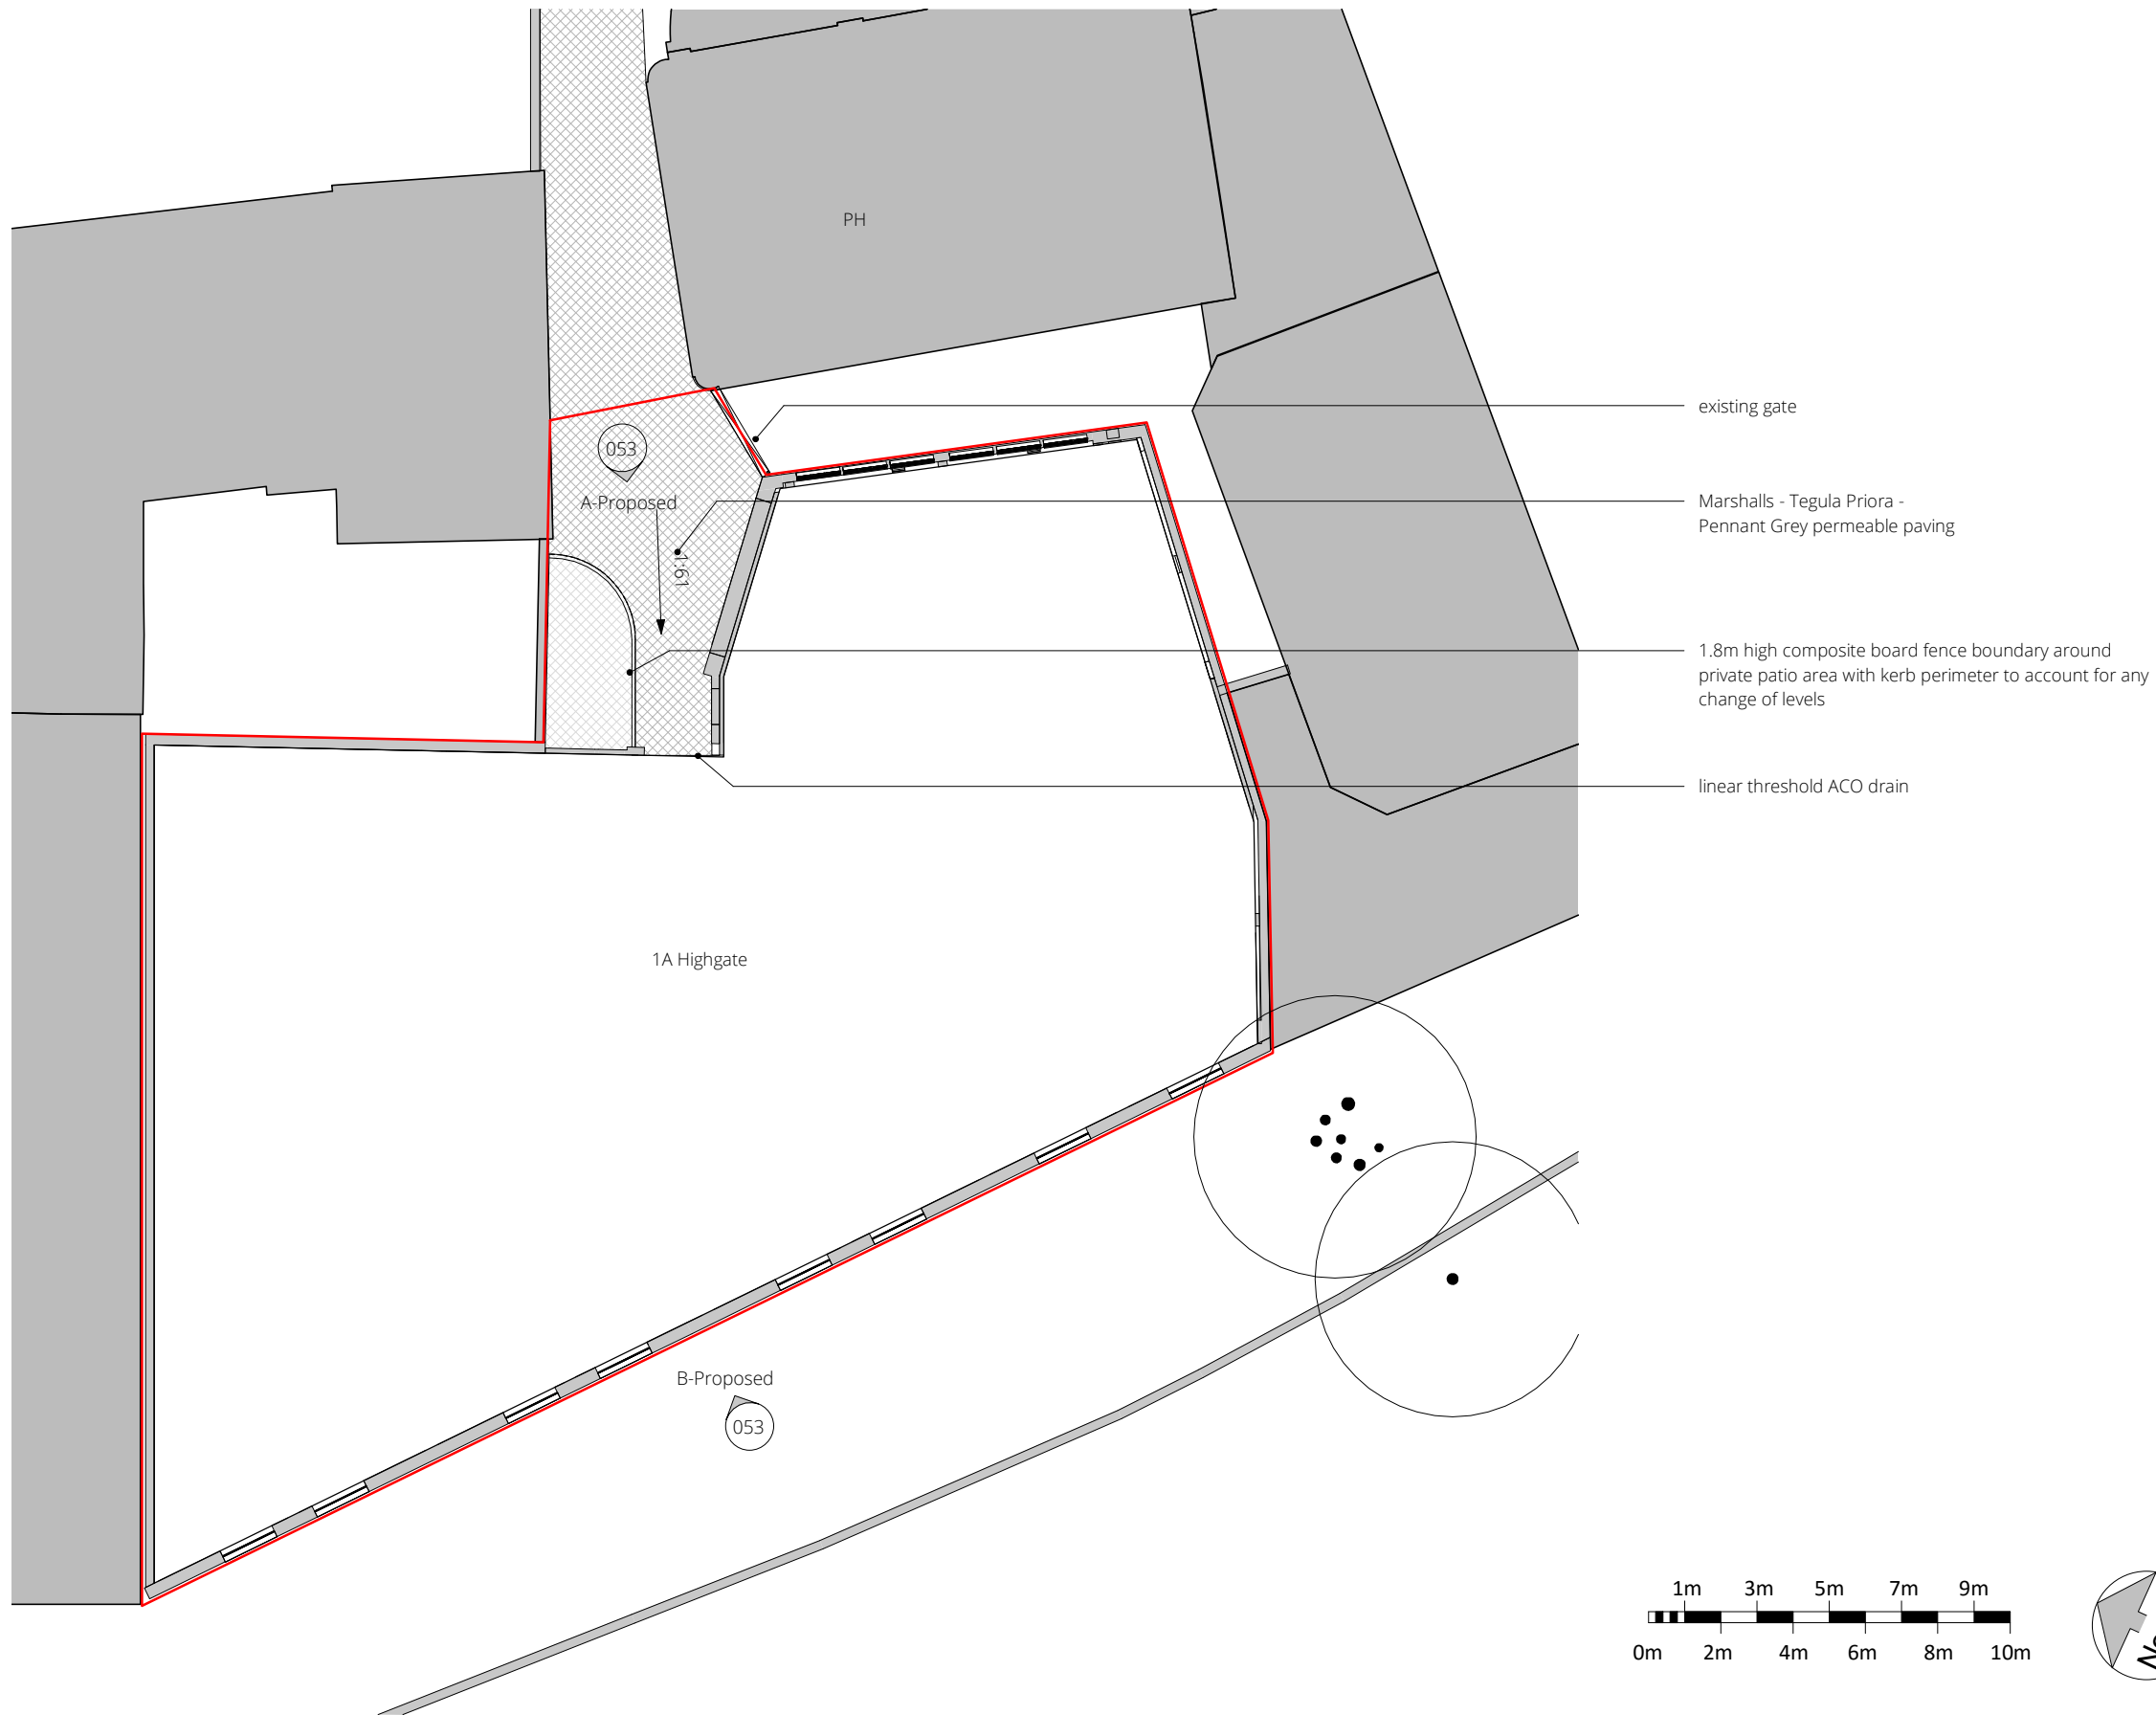 PH
existing gate
053
A-Proposed
Marshalls - Tegula Priora -
Pennant Grey permeable paving
1:61
1.8m high composite board fence boundary around
private patio area with kerb perimeter to account for any
change of levels
linear threshold ACO drain
1A Highgate
B-Proposed
053
1m 3m 5m 7m 9m
0m 2m 4m 6m 8m 10m